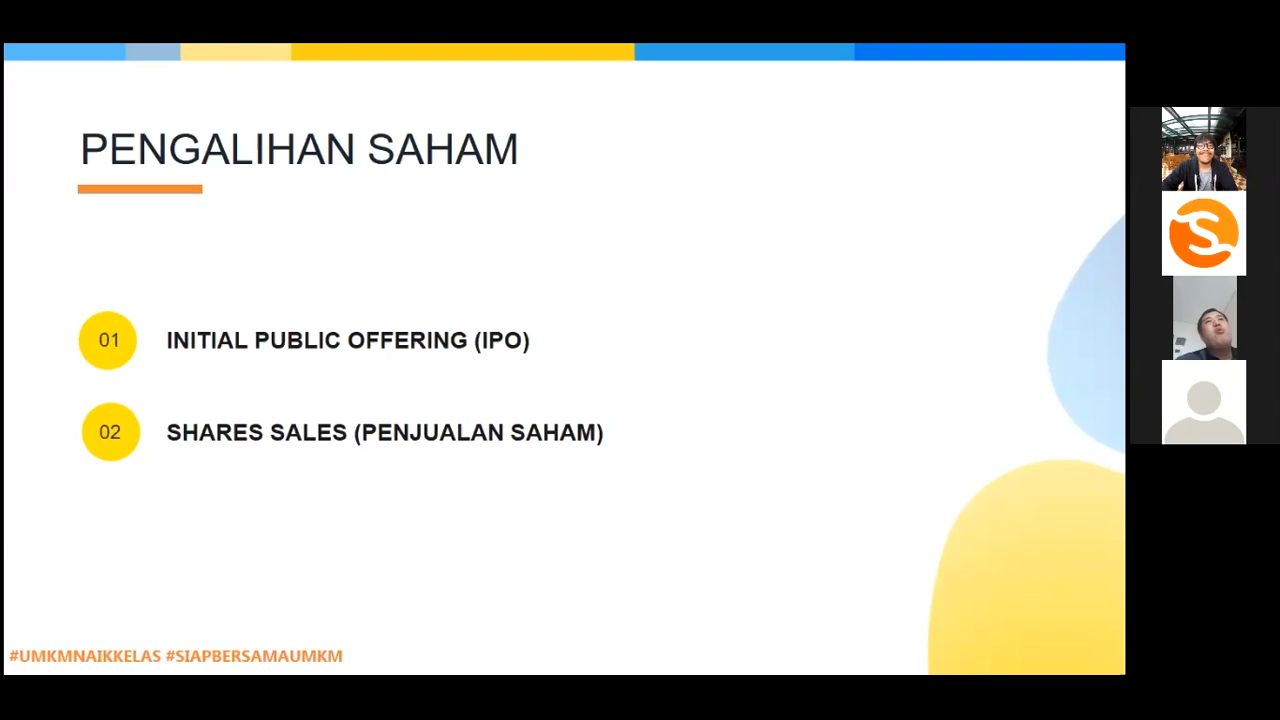 PENGALIHAN SAHAM
01 INITIAL PUBLIC OFFERING (IPO)
02 SHARES SALES (PENJUALAN SAHAM)
#UMKMNAIKKELAS #SIAPBERSAMAUMKM